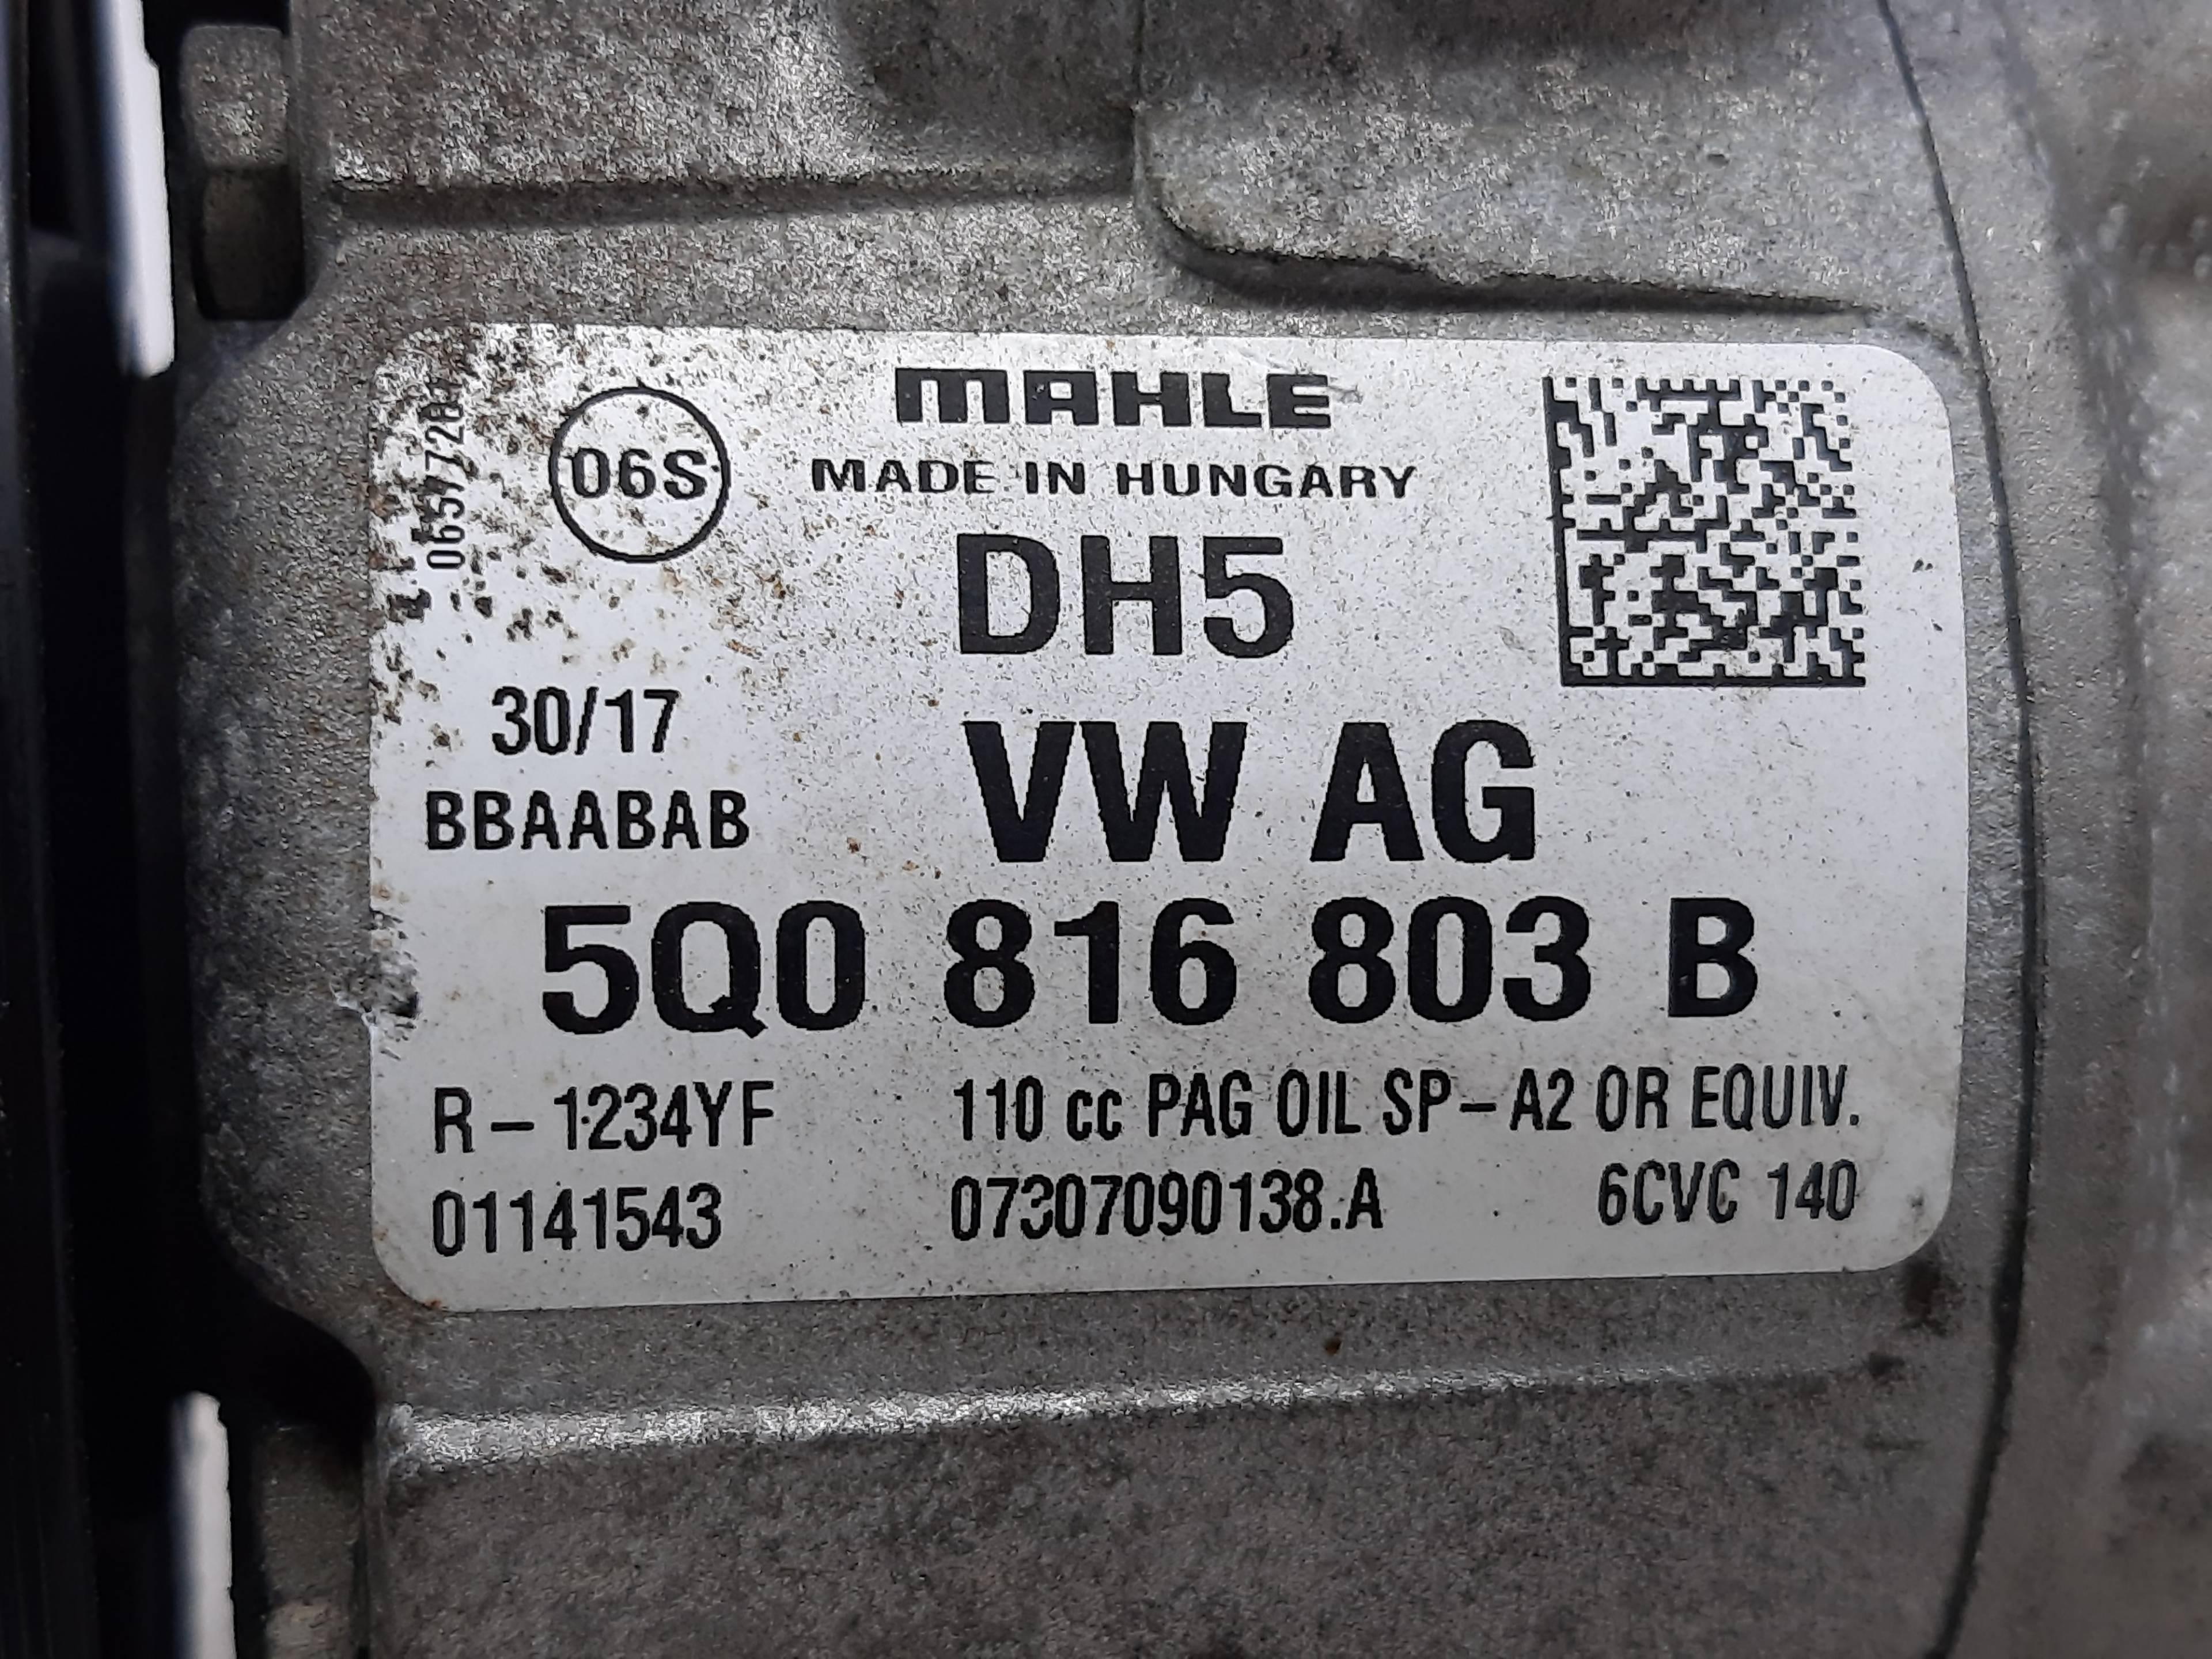 MAHLE
06S
MADE IN HUNGARY
DH5
30/17
VW AG
BBAABAB
5Q0 816 803 B
R-1234YF 110 cc PAG OIL SP-A2 OR EQUIV.
01141543 07307090138.A 6CVC 140